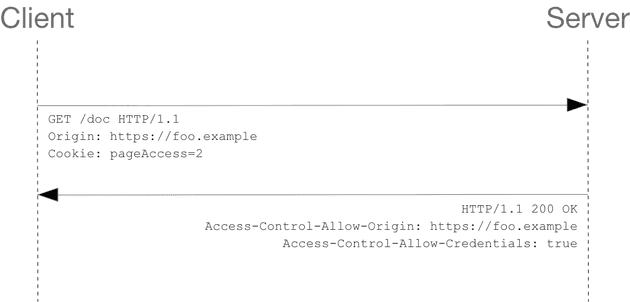 Client
Server
GET /doc HTTP/1.1
Origin: https://foo.example
Cookie: pageAccess=2
HTTP/1.1 200 OK
Access-Control-Allow-Origin: https://foo.example
Access-Control-Allow-Credentials: true